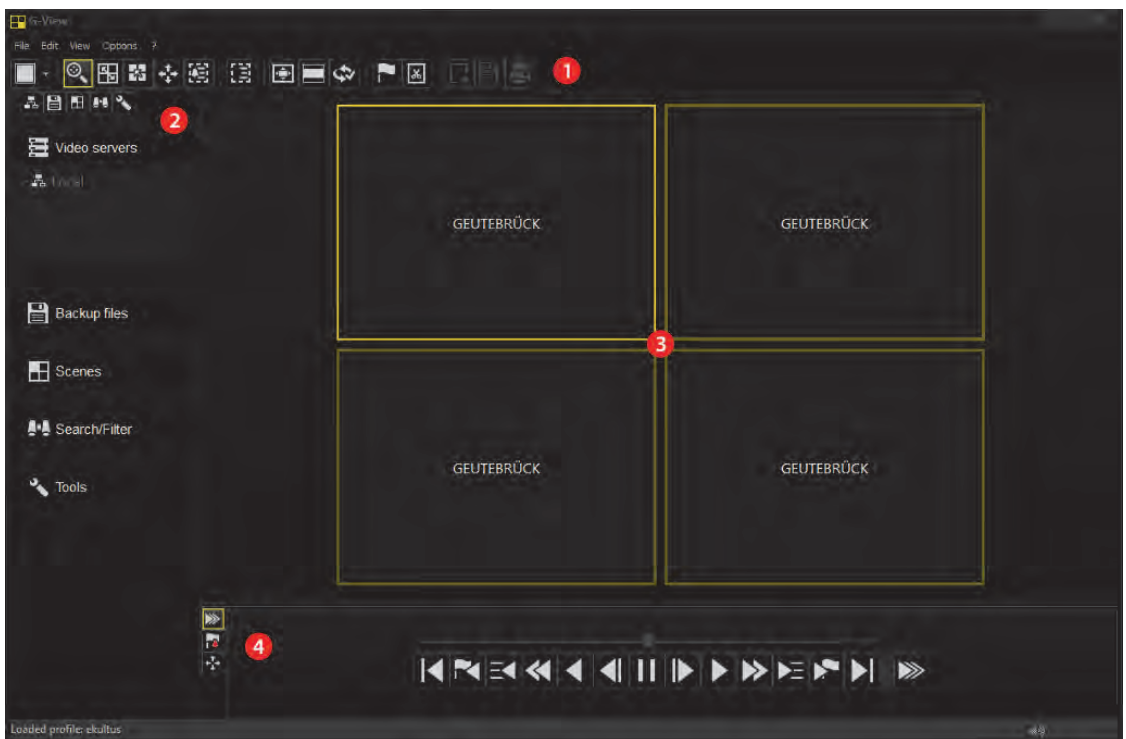 G-View
File Edit View Options ?
1
2
Video servers
Local
GEUTEBRÜCK GEUTEBRÜCK
Backup files
3
Scenes
Search/Filter
GEUTEBRÜCK GEUTEBRÜCK
Tools
4
Loaded profile: ekultus